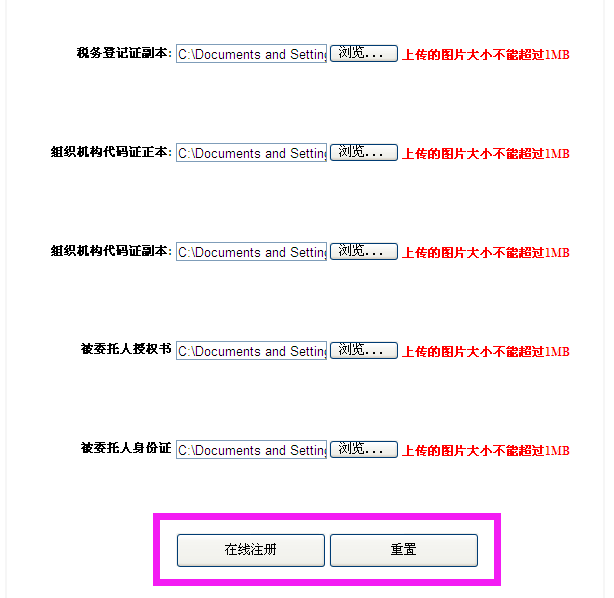 税务登记证副本: C:\Documents and Setting 浏览... 上传的图片大小不能超过1MB
组织机构代码证正本: C:\Documents and Setting 浏览... 上传的图片大小不能超过1MB
组织机构代码证副本: C:\Documents and Setting 浏览... 上传的图片大小不能超过1MB
被委托人授权书 C:\Documents and Setting 浏览... 上传的图片大小不能超过1MB
被委托人身份证 C:\Documents and Setting 浏览... 上传的图片大小不能超过1MB
在线注册 重置